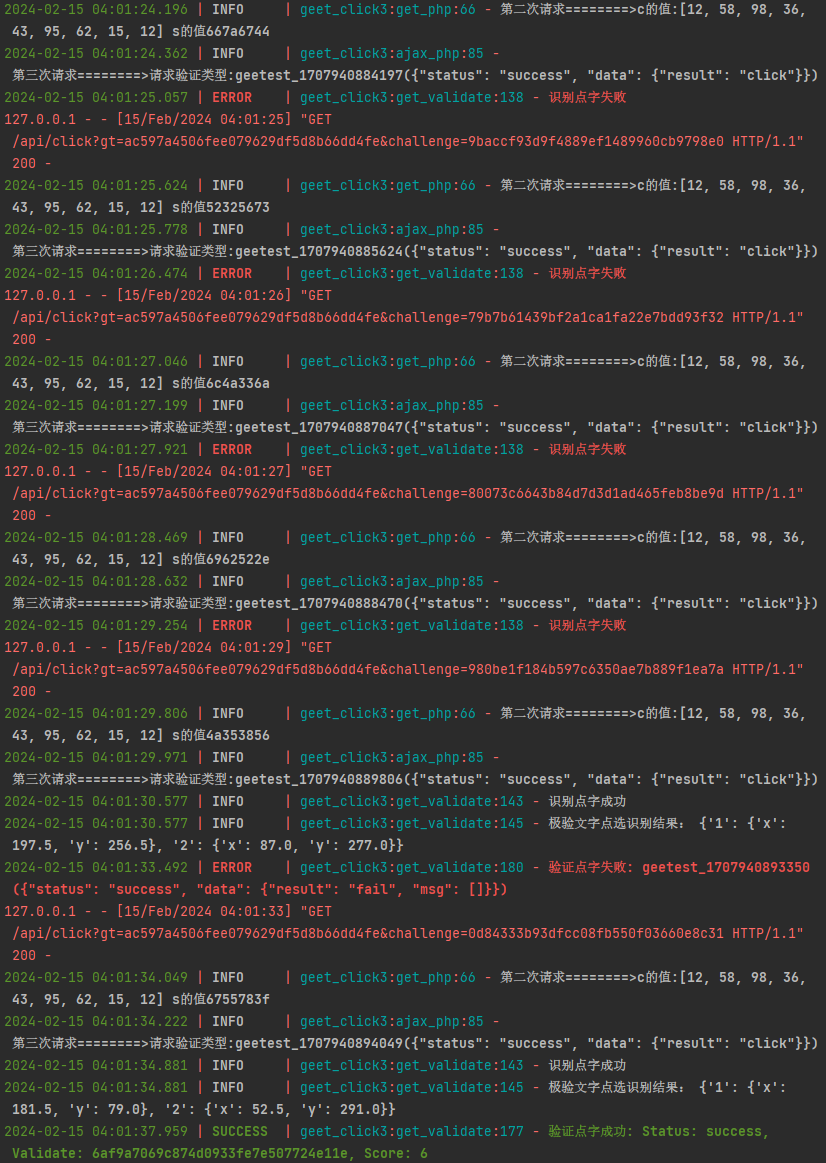 2024-02-15 04:01:24.196 | INFO     | geet_click3:get_php:66 - 第二次请求========>c的值:[12, 58, 98, 36,
43, 95, 62, 15, 12] s的值667a6744
2024-02-15 04:01:24.362 | INFO     | geet_click3:ajax_php:85 -
第三次请求========>请求验证类型:geetest_1707940884197({"status": "success", "data": {"result": "click"}})
2024-02-15 04:01:25.057 | ERROR    | geet_click3:get_validate:138 - 识别点字失败
127.0.0.1 - - [15/Feb/2024 04:01:25] "GET
/api/click?gt=ac597a4506fee079629df5d8b66dd4fe&challenge=9baccf93d9f4889ef1489960cb9798e0 HTTP/1.1"
200 -
2024-02-15 04:01:25.624 | INFO     | geet_click3:get_php:66 - 第二次请求========>c的值:[12, 58, 98, 36,
43, 95, 62, 15, 12] s的值52325673
2024-02-15 04:01:25.778 | INFO     | geet_click3:ajax_php:85 -
第三次请求========>请求验证类型:geetest_1707940885624({"status": "success", "data": {"result": "click"}})
2024-02-15 04:01:26.474 | ERROR    | geet_click3:get_validate:138 - 识别点字失败
127.0.0.1 - - [15/Feb/2024 04:01:26] "GET
/api/click?gt=ac597a4506fee079629df5d8b66dd4fe&challenge=79b7b61439bf2a1ca1fa22e7bdd93f32 HTTP/1.1"
200 -
2024-02-15 04:01:27.046 | INFO     | geet_click3:get_php:66 - 第二次请求========>c的值:[12, 58, 98, 36,
43, 95, 62, 15, 12] s的值6c4a336a
2024-02-15 04:01:27.199 | INFO     | geet_click3:ajax_php:85 -
第三次请求========>请求验证类型:geetest_1707940887047({"status": "success", "data": {"result": "click"}})
2024-02-15 04:01:27.921 | ERROR    | geet_click3:get_validate:138 - 识别点字失败
127.0.0.1 - - [15/Feb/2024 04:01:27] "GET
/api/click?gt=ac597a4506fee079629df5d8b66dd4fe&challenge=80073c6643b84d7d3d1ad465feb8be9d HTTP/1.1"
200 -
2024-02-15 04:01:28.469 | INFO     | geet_click3:get_php:66 - 第二次请求========>c的值:[12, 58, 98, 36,
43, 95, 62, 15, 12] s的值6962522e
2024-02-15 04:01:28.632 | INFO     | geet_click3:ajax_php:85 -
第三次请求========>请求验证类型:geetest_1707940888470({"status": "success", "data": {"result": "click"}})
2024-02-15 04:01:29.254 | ERROR    | geet_click3:get_validate:138 - 识别点字失败
127.0.0.1 - - [15/Feb/2024 04:01:29] "GET
/api/click?gt=ac597a4506fee079629df5d8b66dd4fe&challenge=980be1f184b597c6350ae7b889f1ea7a HTTP/1.1"
200 -
2024-02-15 04:01:29.806 | INFO     | geet_click3:get_php:66 - 第二次请求========>c的值:[12, 58, 98, 36,
43, 95, 62, 15, 12] s的值4a353856
2024-02-15 04:01:29.971 | INFO     | geet_click3:ajax_php:85 -
第三次请求========>请求验证类型:geetest_1707940889806({"status": "success", "data": {"result": "click"}})
2024-02-15 04:01:30.577 | INFO     | geet_click3:get_validate:143 - 识别点字成功
2024-02-15 04:01:30.577 | INFO     | geet_click3:get_validate:145 - 极验文字点选识别结果: {'1': {'x':
197.5, 'y': 256.5}, '2': {'x': 87.0, 'y': 277.0}}
2024-02-15 04:01:33.492 | ERROR    | geet_click3:get_validate:180 - 验证点字失败: geetest_1707940893350
({"status": "success", "data": {"result": "fail", "msg": []}})
127.0.0.1 - - [15/Feb/2024 04:01:33] "GET
/api/click?gt=ac597a4506fee079629df5d8b66dd4fe&challenge=0d84333b93dfcc08fb550f03660e8c31 HTTP/1.1"
200 -
2024-02-15 04:01:34.049 | INFO     | geet_click3:get_php:66 - 第二次请求========>c的值:[12, 58, 98, 36,
43, 95, 62, 15, 12] s的值6755783f
2024-02-15 04:01:34.222 | INFO     | geet_click3:ajax_php:85 -
第三次请求========>请求验证类型:geetest_1707940894049({"status": "success", "data": {"result": "click"}})
2024-02-15 04:01:34.881 | INFO     | geet_click3:get_validate:143 - 识别点字成功
2024-02-15 04:01:34.881 | INFO     | geet_click3:get_validate:145 - 极验文字点选识别结果: {'1': {'x':
181.5, 'y': 79.0}, '2': {'x': 52.5, 'y': 291.0}}
2024-02-15 04:01:37.959 | SUCCESS  | geet_click3:get_validate:177 - 验证点字成功: Status: success,
Validate: 6af9a7069c874d0933fe7e507724e11e, Score: 6